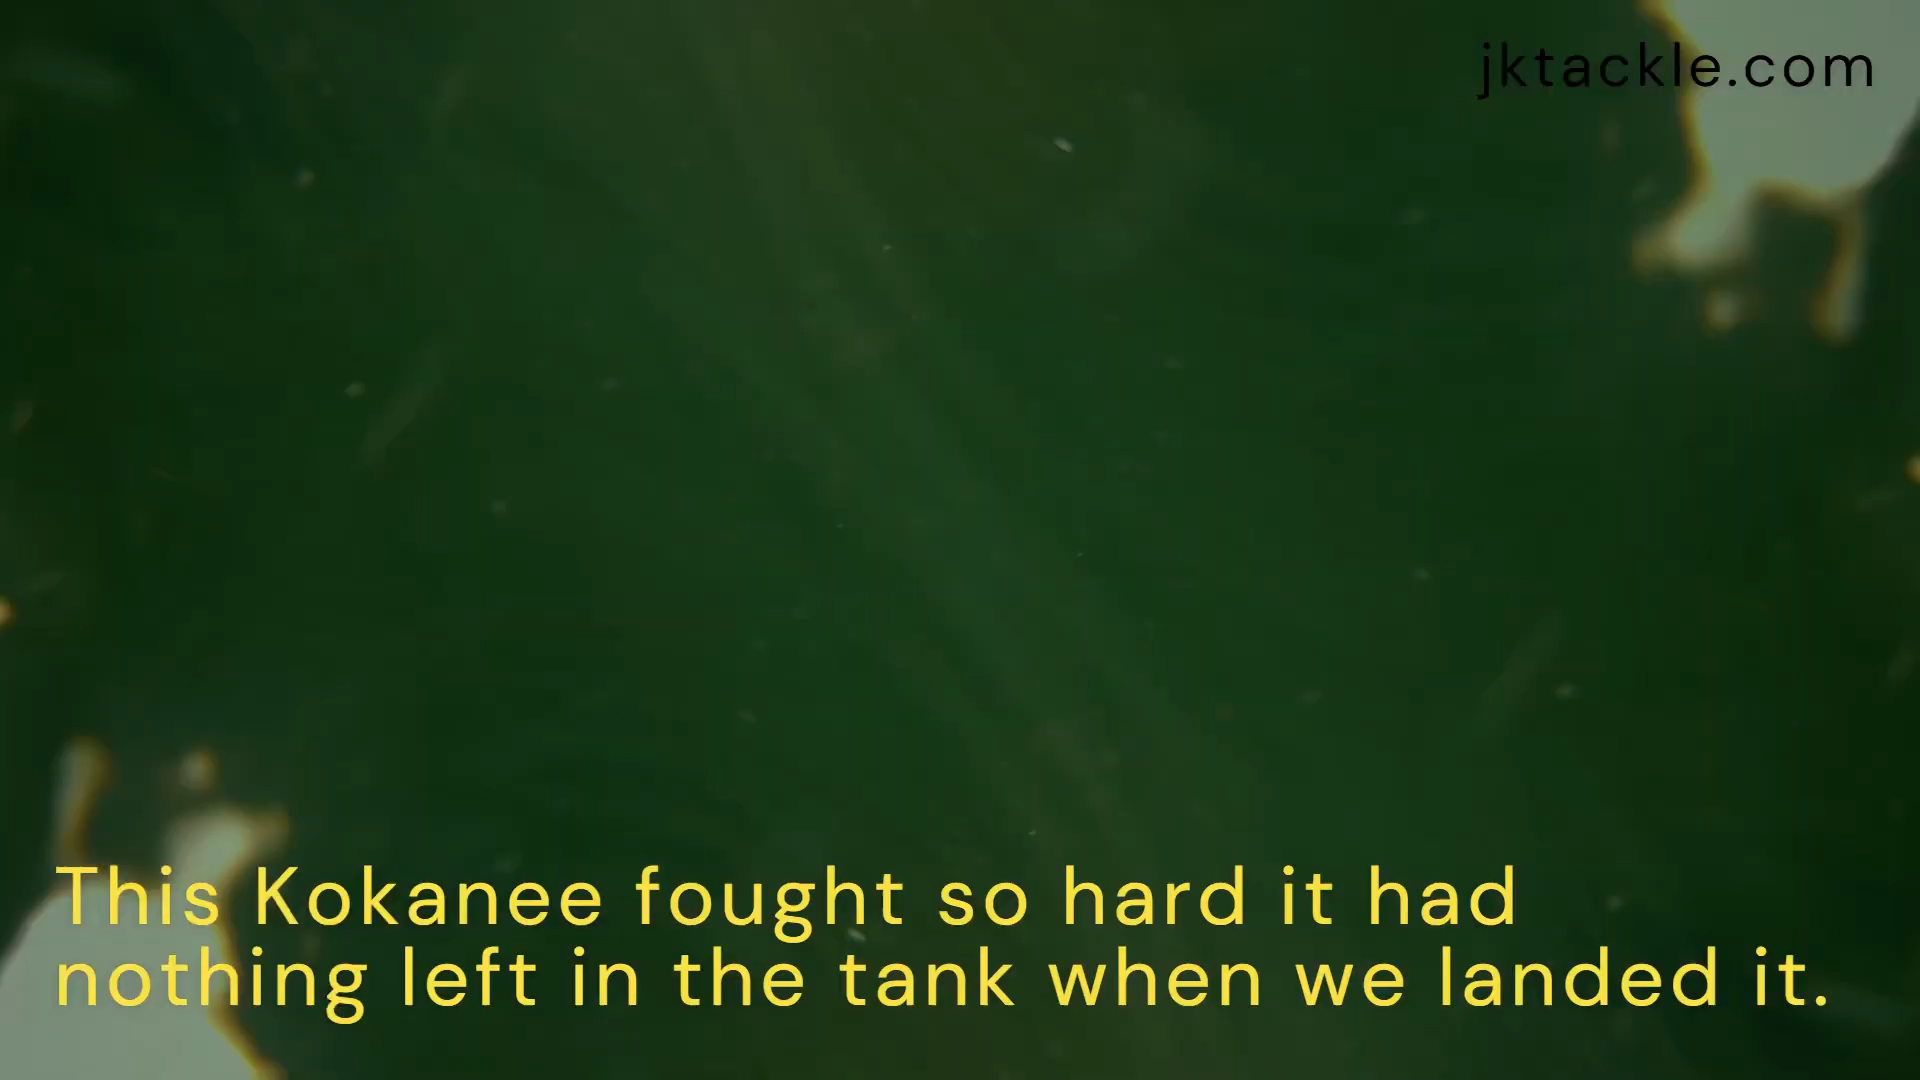 jktackle.com
This Kokanee fought so hard it had
nothing left in the tank when we landed it.